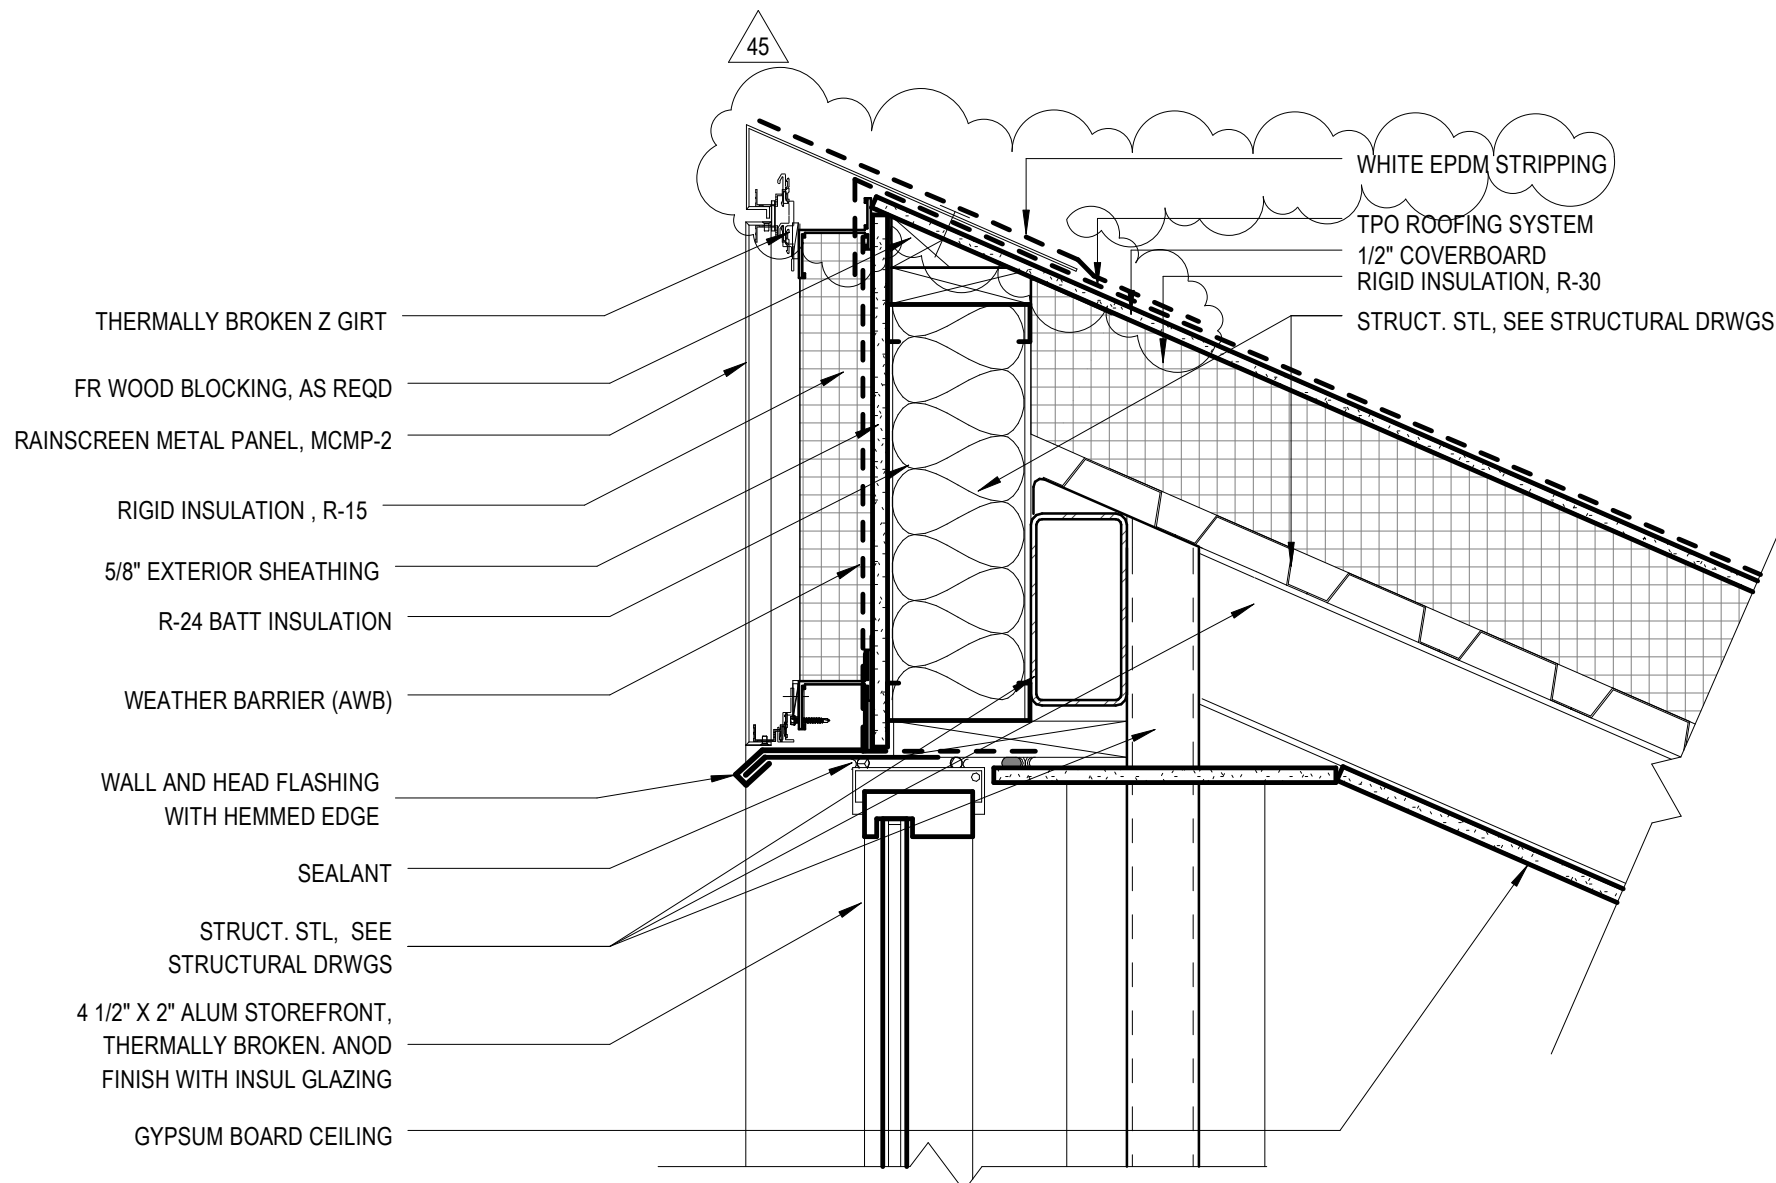 45
WHITE EPDM STRIPPING
TPO ROOFING SYSTEM
1/2" COVERBOARD
RIGID INSULATION, R-30
STRUCT. STL, SEE STRUCTURAL DRWGS
THERMALLY BROKEN Z GIRT
FR WOOD BLOCKING, AS REQD
RAINSCREEN METAL PANEL, MCMP-2
RIGID INSULATION , R-15
5/8" EXTERIOR SHEATHING
R-24 BATT INSULATION
WEATHER BARRIER (AWB)
WALL AND HEAD FLASHING
WITH HEMMED EDGE
SEALANT
STRUCT. STL, SEE
STRUCTURAL DRWGS
4 1/2" X 2" ALUM STOREFRONT,
THERMALLY BROKEN. ANOD
FINISH WITH INSUL GLAZING
GYPSUM BOARD CEILING